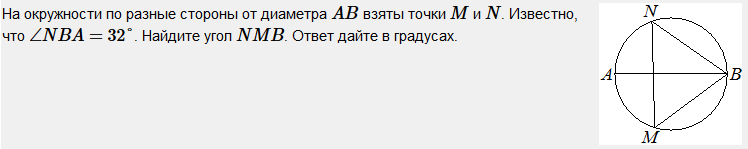 На окружности по разные стороны от диаметра AB взяты точки M и N. Известно,
что ∠NBA = 32°. Найдите угол NMB. Ответ дайте в градусах.
N
A
B
M